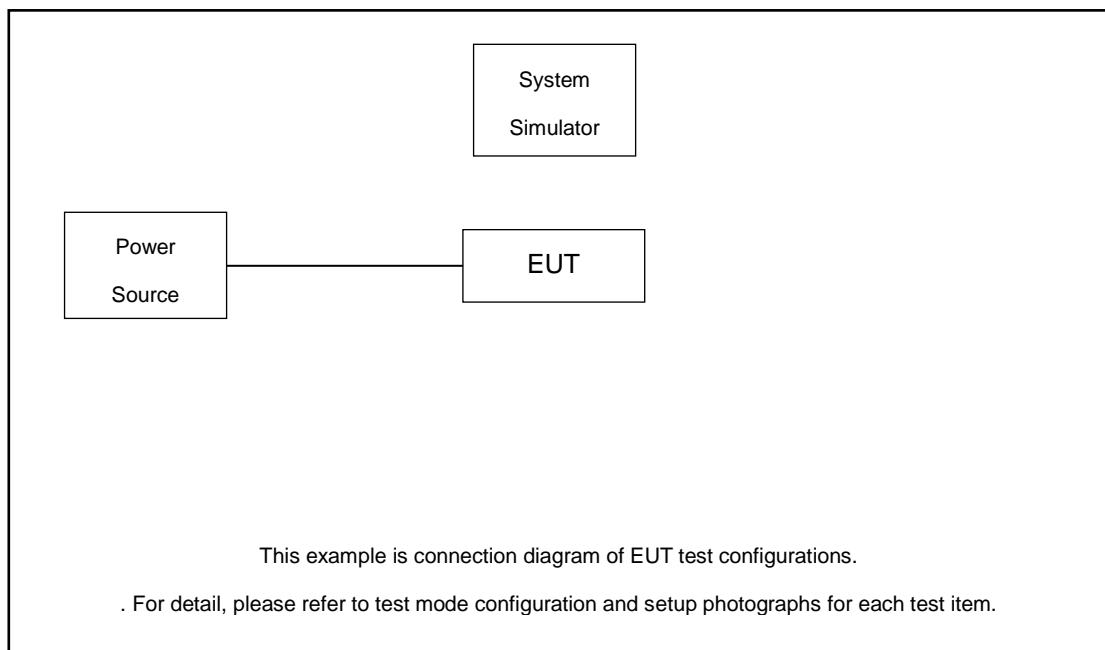 System
Simulator
Power
Source
EUT
This example is connection diagram of EUT test configurations.
. For detail, please refer to test mode configuration and setup photographs for each test item.